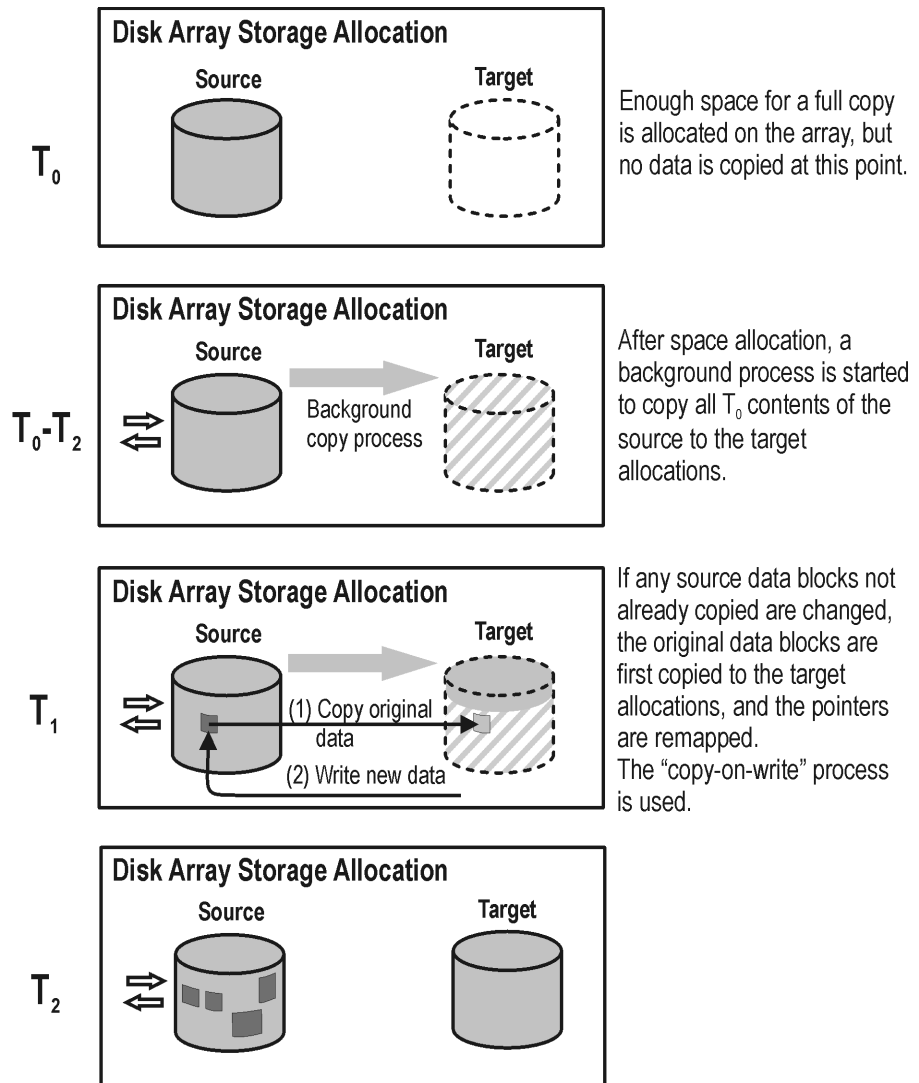 Disk Array Storage Allocation
Source
Target
T0
Enough space for a full copy
is allocated on the array, but
no data is copied at this point.
Disk Array Storage Allocation
Source
Target
T0-T2
Background
copy process
After space allocation, a
background process is started
to copy all T0 contents of the
source to the target
allocations.
Disk Array Storage Allocation
Source
Target
T1
(1) Copy original
data
(2) Write new data
If any source data blocks not
already copied are changed,
the original data blocks are
first copied to the target
allocations, and the pointers
are remapped.
The “copy-on-write” process
is used.
Disk Array Storage Allocation
Source
Target
T2